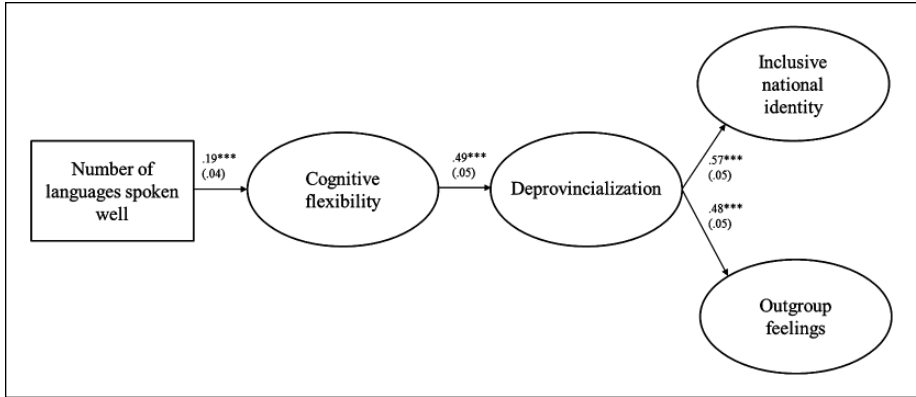 Number of
languages spoken
well
.19***
(.04)
Cognitive
flexibility
.49***
(.05)
Deprovincialization
.57***
(.05)
.48***
(.05)
Inclusive
national
identity
Outgroup
feelings